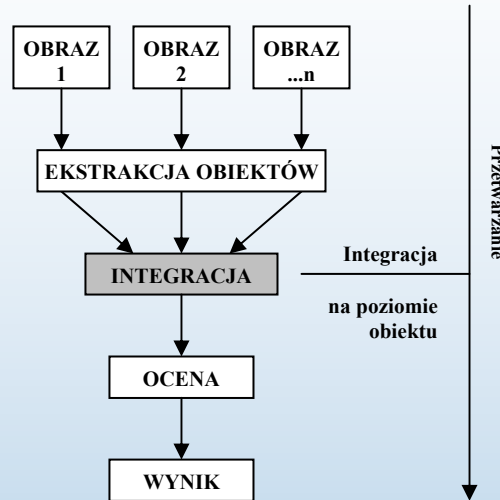 OBRAZ
1
OBRAZ
2
OBRAZ
...n
EKSTRAKCJA OBIEKTÓW
INTEGRACJA
Integracja
na poziomie
obiektu
Przetwarzanie
OCENA
WYNIK